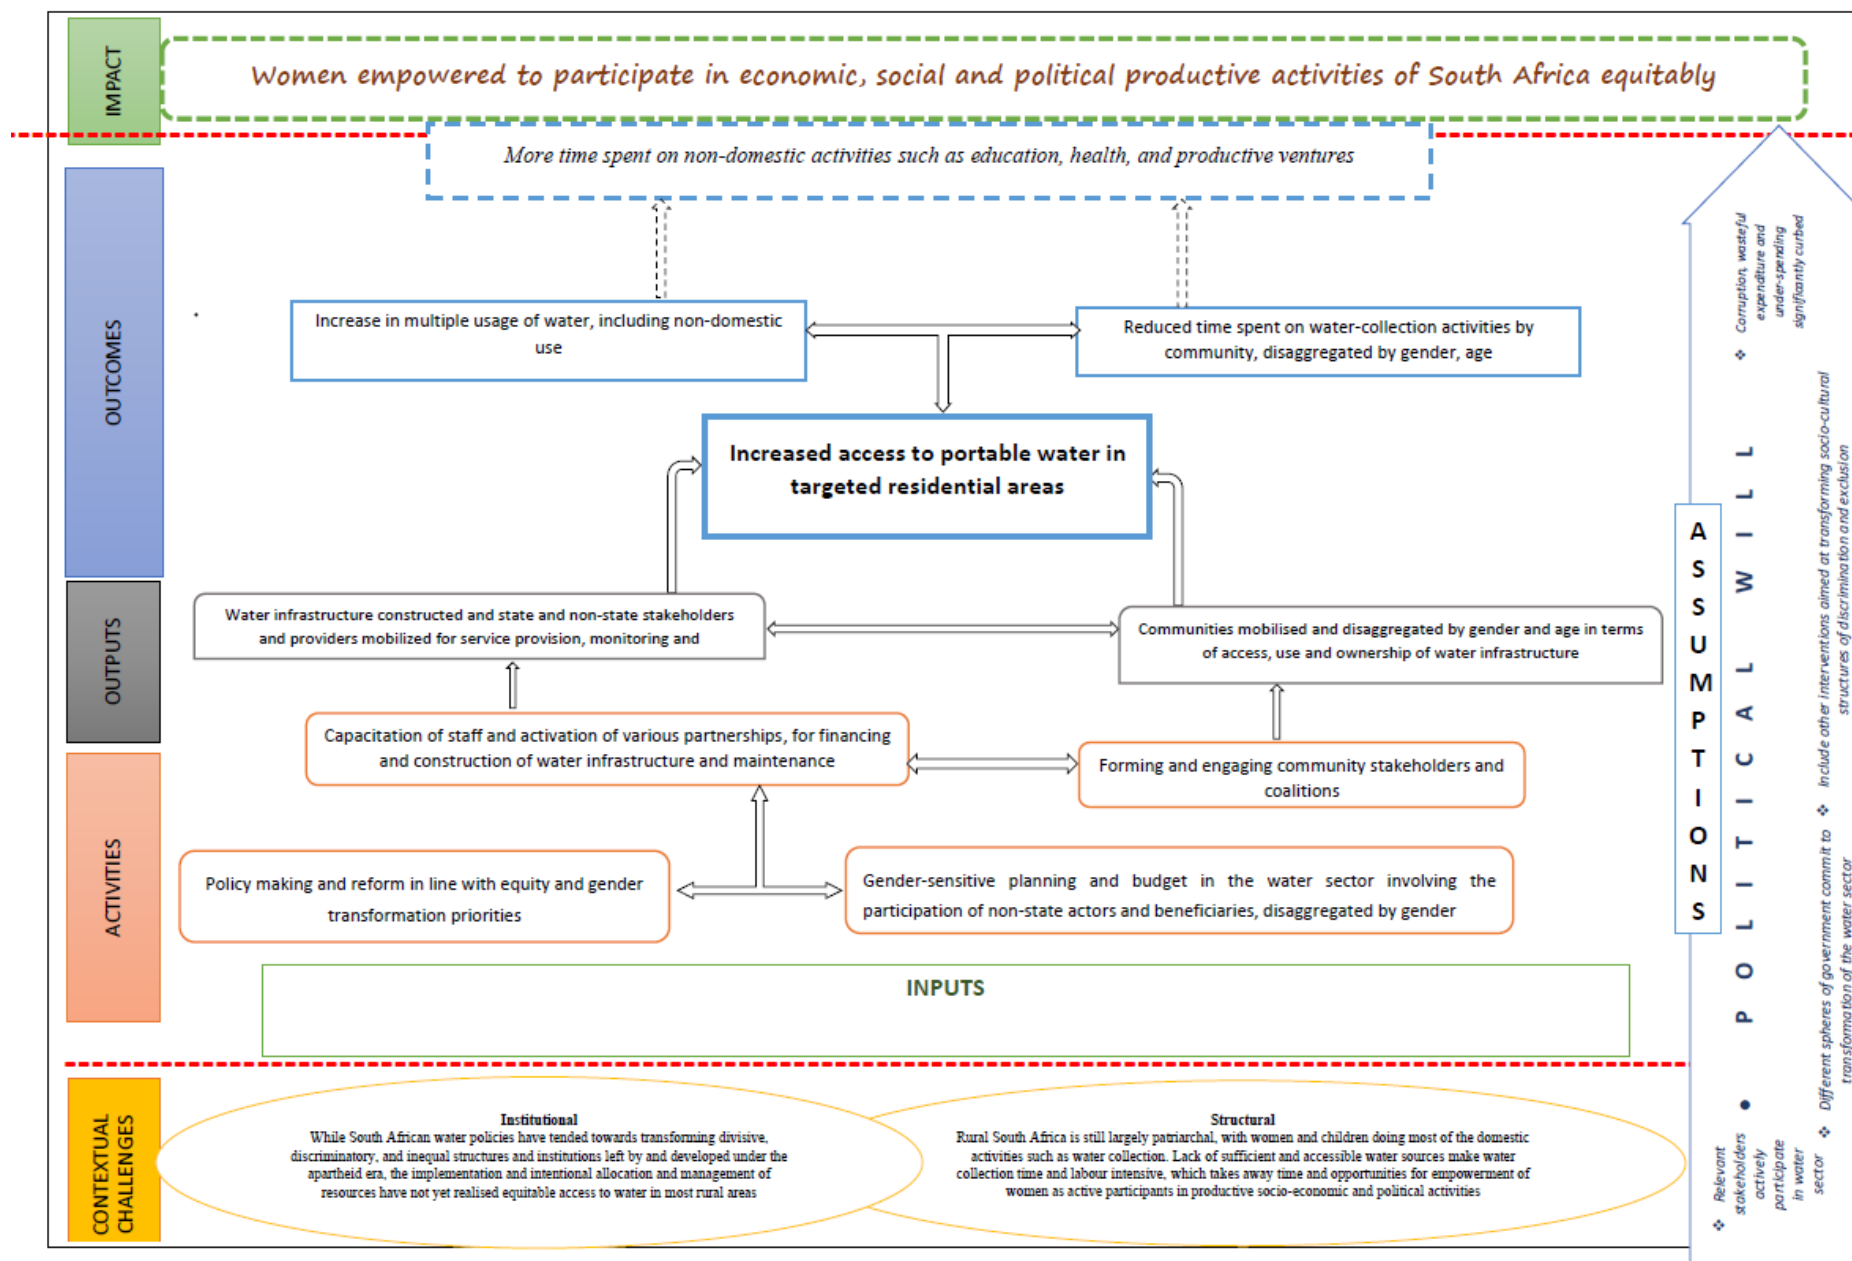 IMPACT
Women empowered to participate in economic, social and political productive activities of South Africa equitably
More time spent on non-domestic activities such as education, health, and productive ventures
OUTCOMES
Increase in multiple usage of water, including non-domestic
use
Reduced time spent on water-collection activities by
community, disaggregated by gender, age
Increased access to portable water in
targeted residential areas
OUTPUTS
Water infrastructure constructed and state and non-state stakeholders
and providers mobilized for service provision, monitoring and
Communities mobilised and disaggregated by gender and age in terms
of access, use and ownership of water infrastructure
ACTIVITIES
Capacitation of staff and activation of various partnerships, for financing
and construction of water infrastructure and maintenance
Forming and engaging community stakeholders and
coalitions
Policy making and reform in line with equity and gender
transformation priorities
Gender-sensitive planning and budget in the water sector involving the
participation of non-state actors and beneficiaries, disaggregated by gender
INPUTS
CONTEXTUAL
CHALLENGES
Institutional
While South African water policies have tended towards transforming divisive,
discriminatory, and inequal structures and institutions left by and developed under the
apartheid era, the implementation and intentional allocation and management of
resources have not yet realised equitable access to water in most rural areas
Structural
Rural South Africa is still largely patriarchal, with women and children doing most of the domestic
activities such as water collection. Lack of sufficient and accessible water sources make water
collection time and labour intensive, which takes away time and opportunities for empowerment of
women as active participants in productive socio-economic and political activities
ASSUMPTIONS
❖ Relevant
stakeholders
actively
participate
in water
sector
• POLITICAL WILL
❖ Different spheres of government commit to
transformation of the water sector
❖ Include other interventions aimed at transforming socio-cultural
structures of discrimination and exclusion
❖ Corruption, wasteful
expenditure and
under-spending
significantly curbed